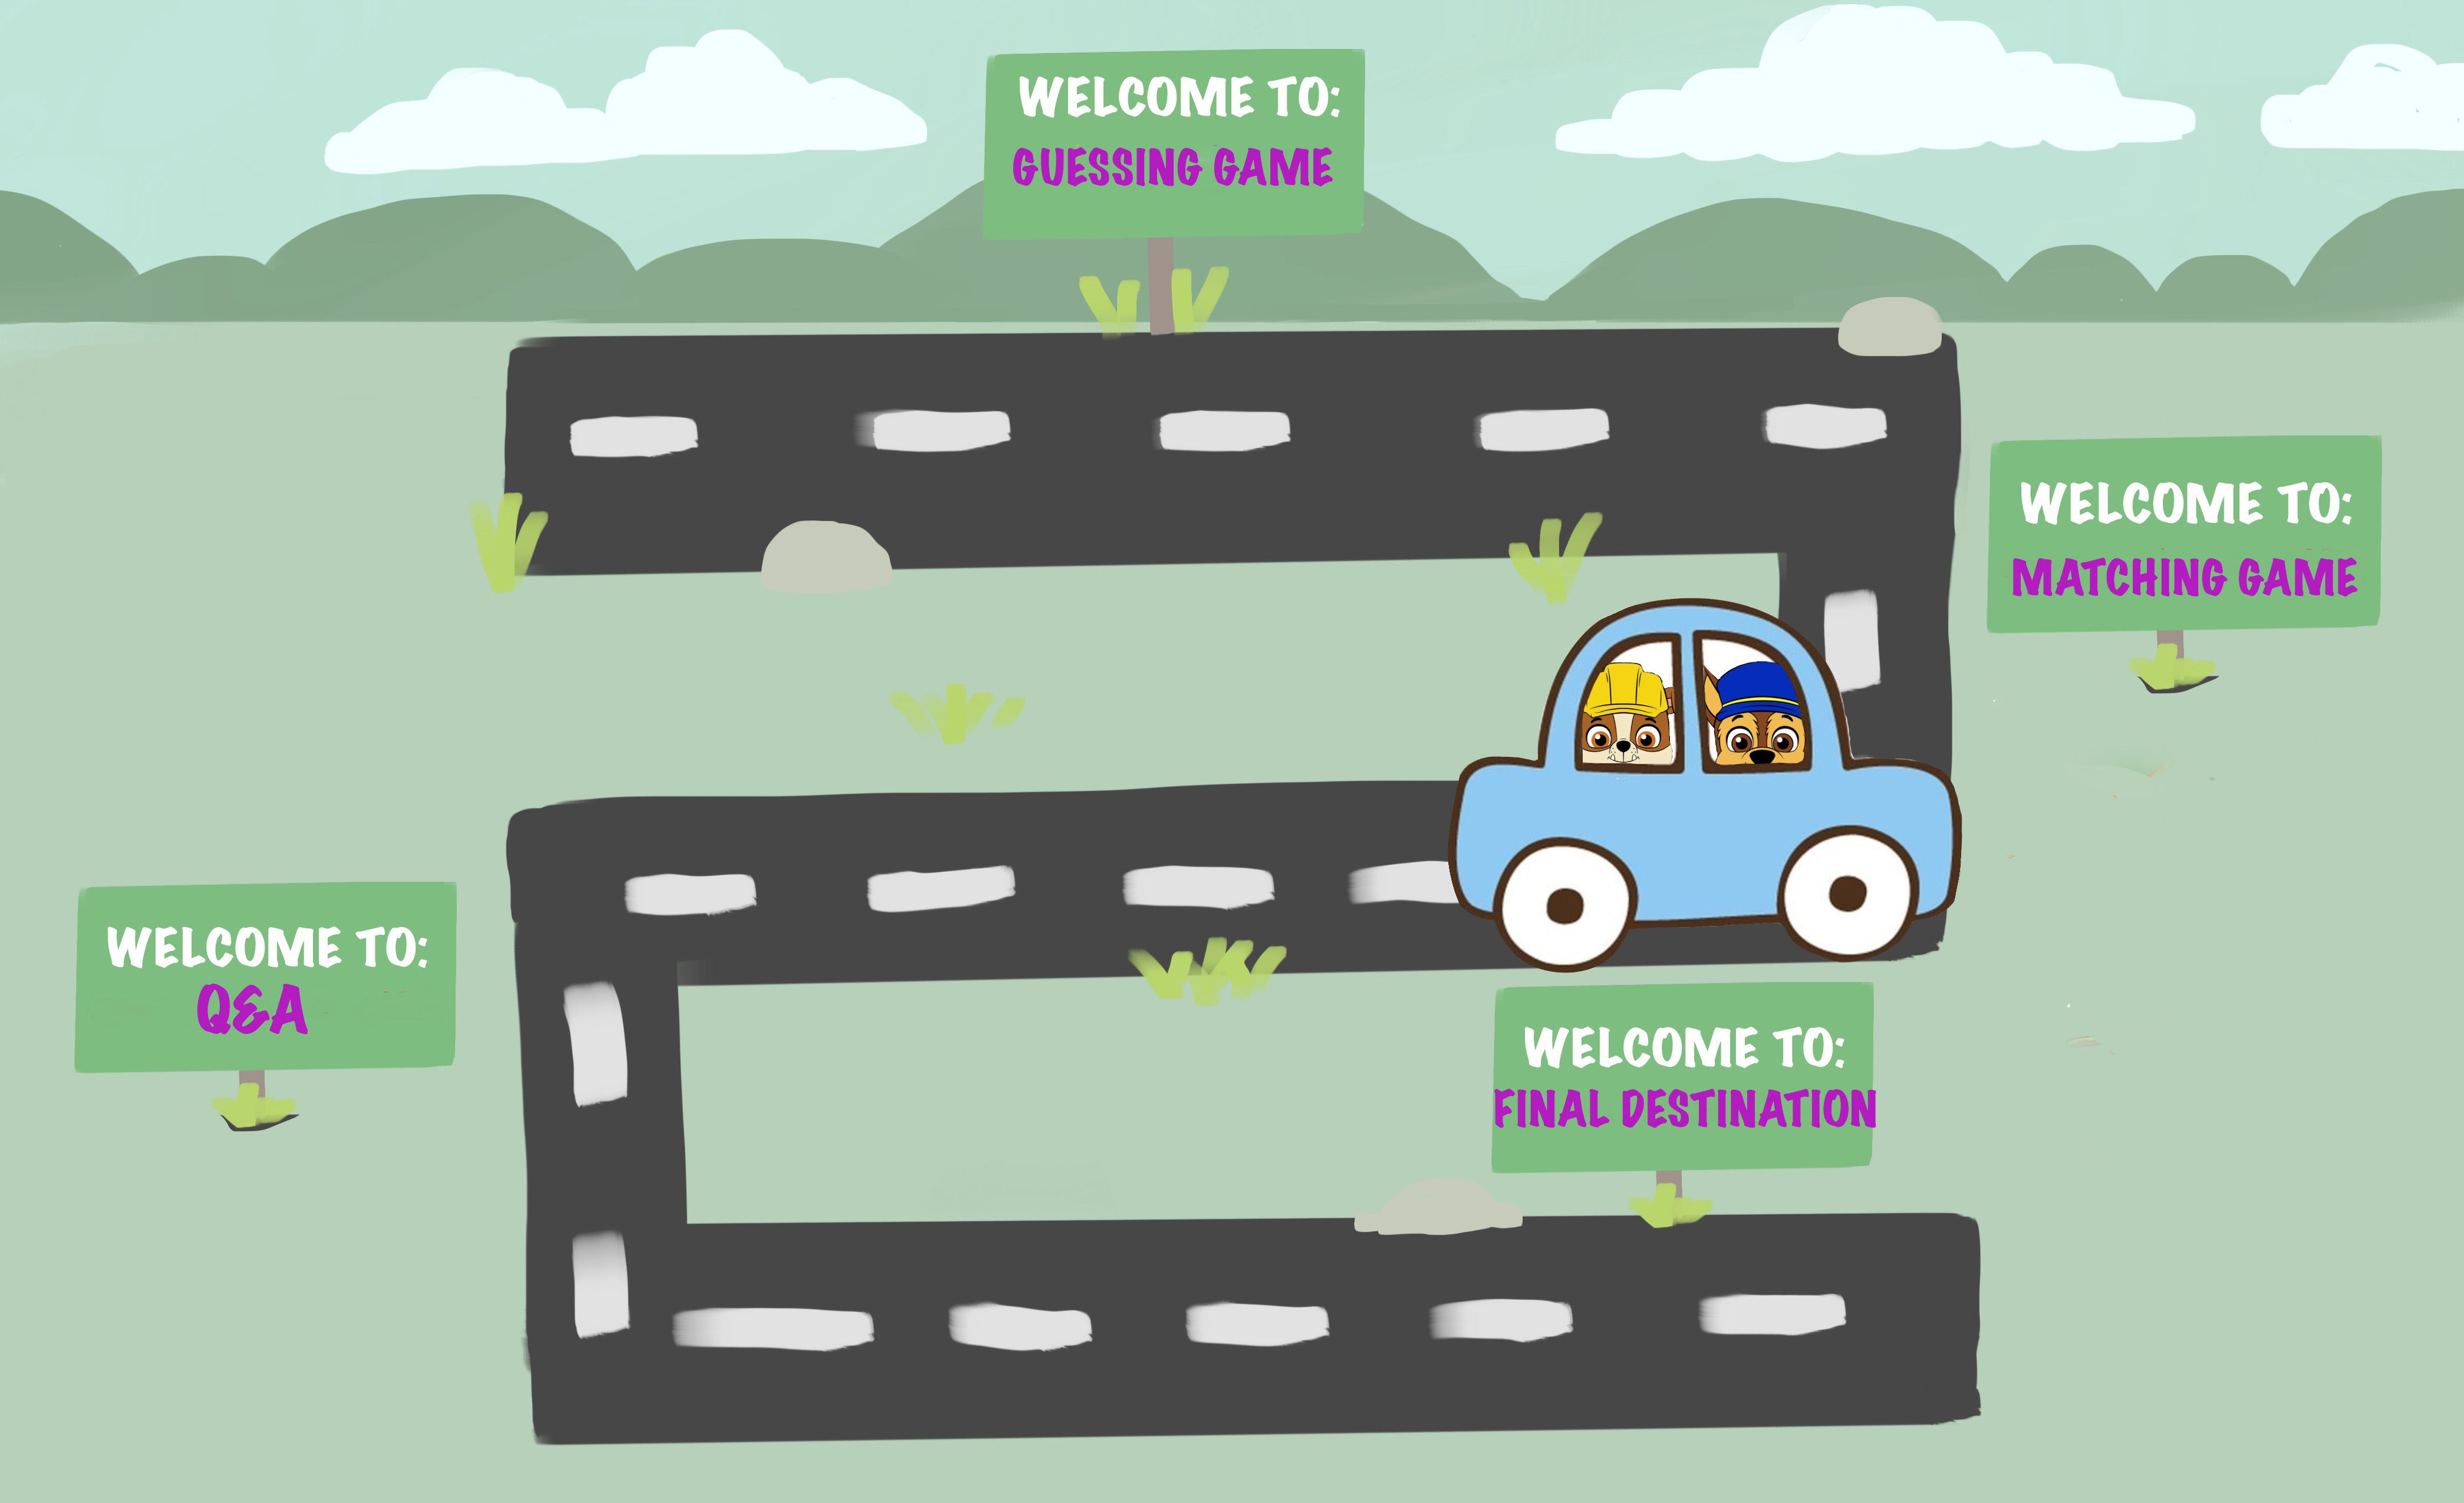 WELCOME TO:
GUESSING GAME
WELCOME TO:
MATCHING GAME
WELCOME TO:
Q&A
WELCOME TO:
FINAL DESTINATION